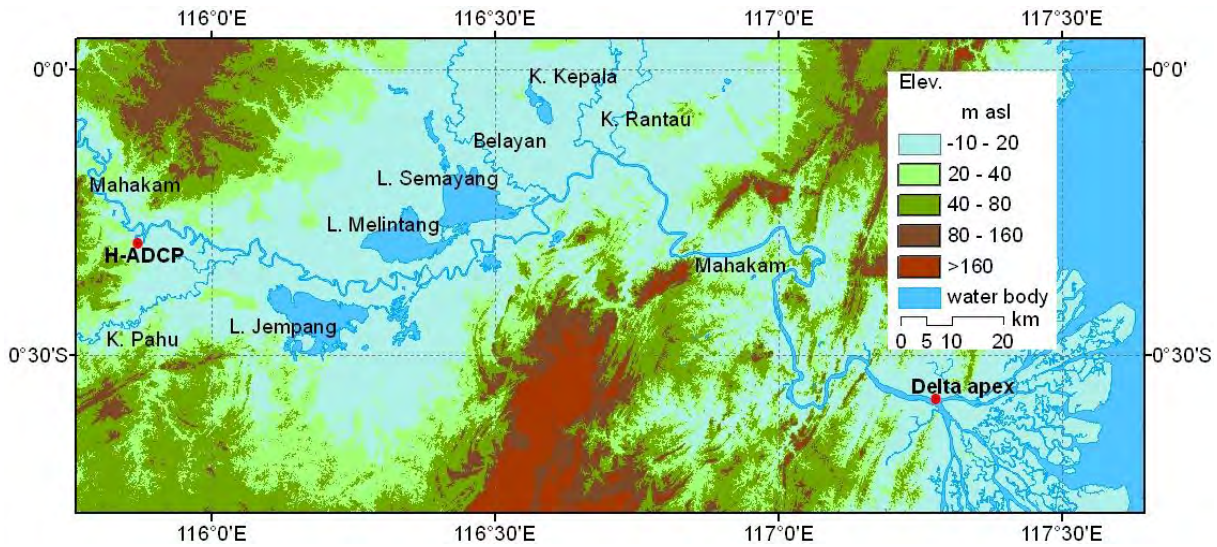 116°0'E 116°30'E 117°0'E 117°30'E
0°0' 0°0'
Elev.
m asl
-10 - 20
20 - 40
40 - 80
80 - 160
>160
water body
km
0 5 10 20
K. Kepala
K. Rantau
Belayan
L. Semayang
Mahakam
L. Melintang
H-ADCP
Mahakam
L. Jempang
K. Pahu
0°30'S 0°30'S
Delta apex
116°0'E 116°30'E 117°0'E 117°30'E